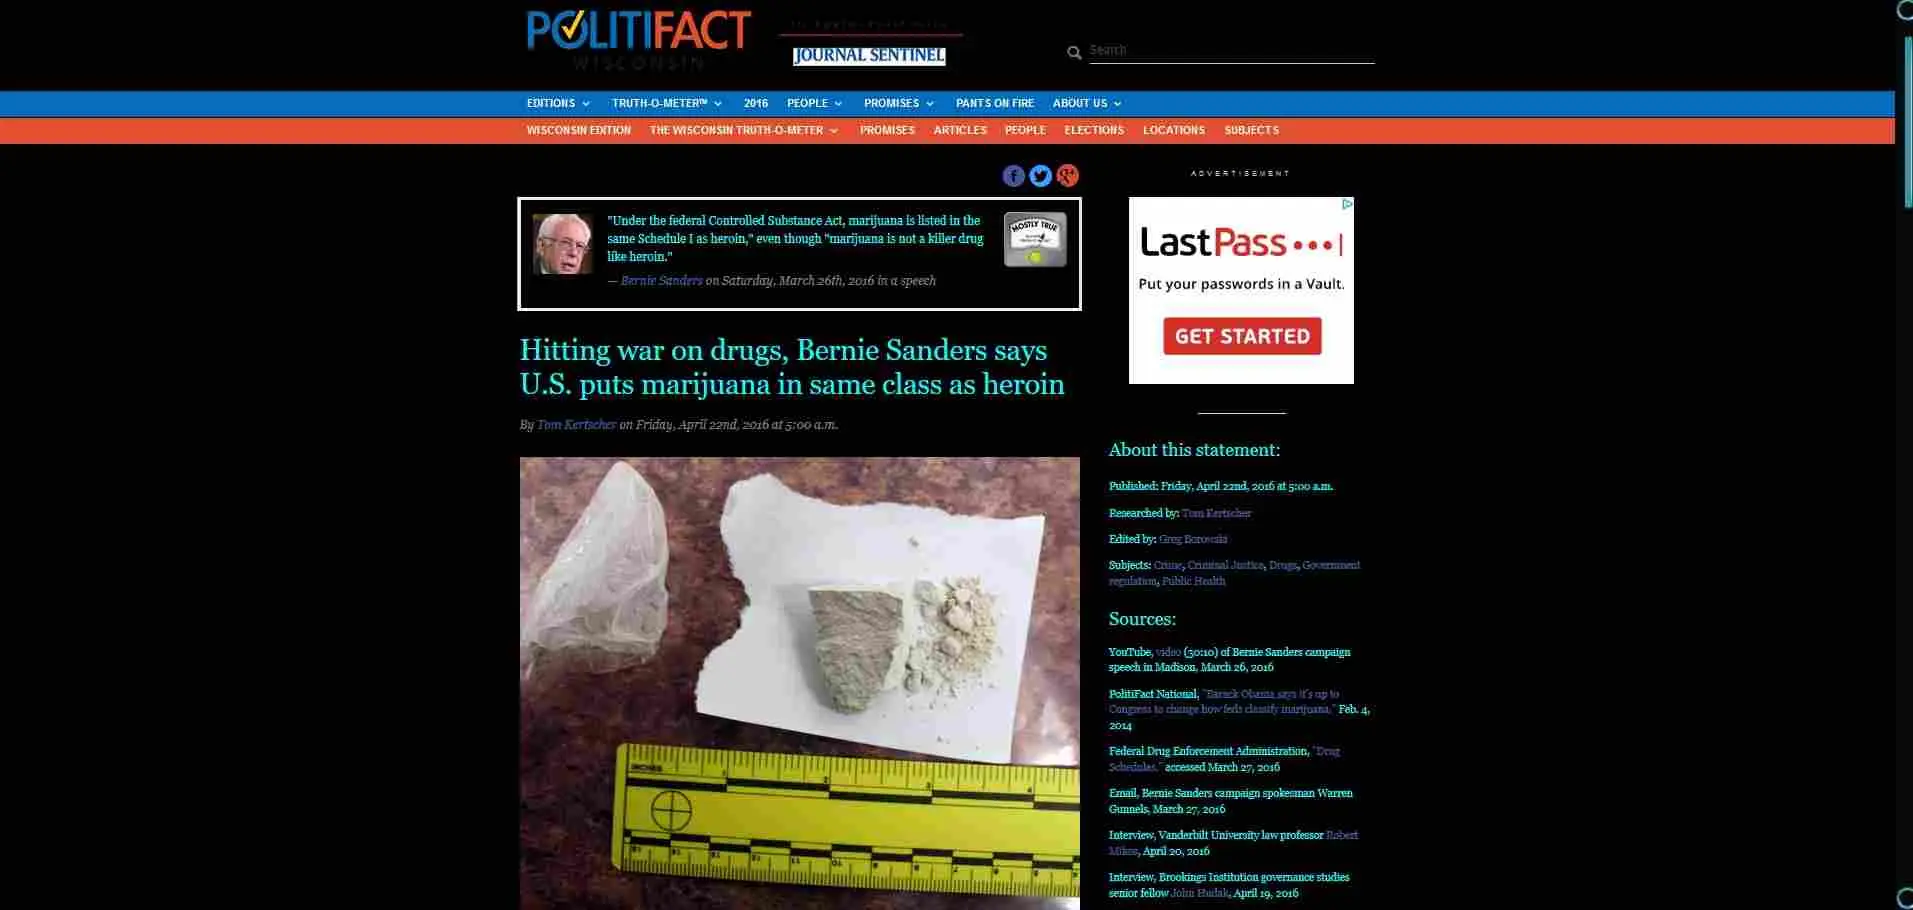 POLITIFACT
WISCONSIN
JOURNAL SENTINEL
Search
EDITIONS TRUTH-O-METER™ 2016 PEOPLE PROMISES PANTS ON FIRE ABOUT US
WISCONSIN EDITION THE WISCONSIN TRUTH-O-METER PROMISES ARTICLES PEOPLE ELECTIONS LOCATIONS SUBJECTS
"Under the federal Controlled Substance Act, marijuana is listed in the
same Schedule I as heroin," even though "marijuana is not a killer drug
like heroin."
— Bernie Sanders on Saturday, March 26th, 2016 in a speech
MOSTLY TRUE
Hitting war on drugs, Bernie Sanders says
U.S. puts marijuana in same class as heroin
By Tom Kertscher on Friday, April 22nd, 2016 at 5:00 a.m.
INCHES 1 2 3 4
ADVERTISEMENT
LastPass
Put your passwords in a Vault.
GET STARTED
About this statement:
Published: Friday, April 22nd, 2016 at 5:00 a.m.
Researched by: Tom Kertscher
Edited by: Greg Borowski
Subjects: Crime, Criminal Justice, Drugs, Government
regulation, Public Health
Sources:
YouTube, video (30:10) of Bernie Sanders campaign
speech in Madison, March 26, 2016
PolitiFact National, "Barack Obama says it's up to
Congress to change how feds classify marijuana," Feb. 4,
2014
Federal Drug Enforcement Administration, "Drug
Schedules," accessed March 27, 2016
Email, Bernie Sanders campaign spokesman Warren
Gunnels, March 27, 2016
Interview, Vanderbilt University law professor Robert
Mikos, April 20, 2016
Interview, Brookings Institution governance studies
senior fellow John Hudak, April 19, 2016